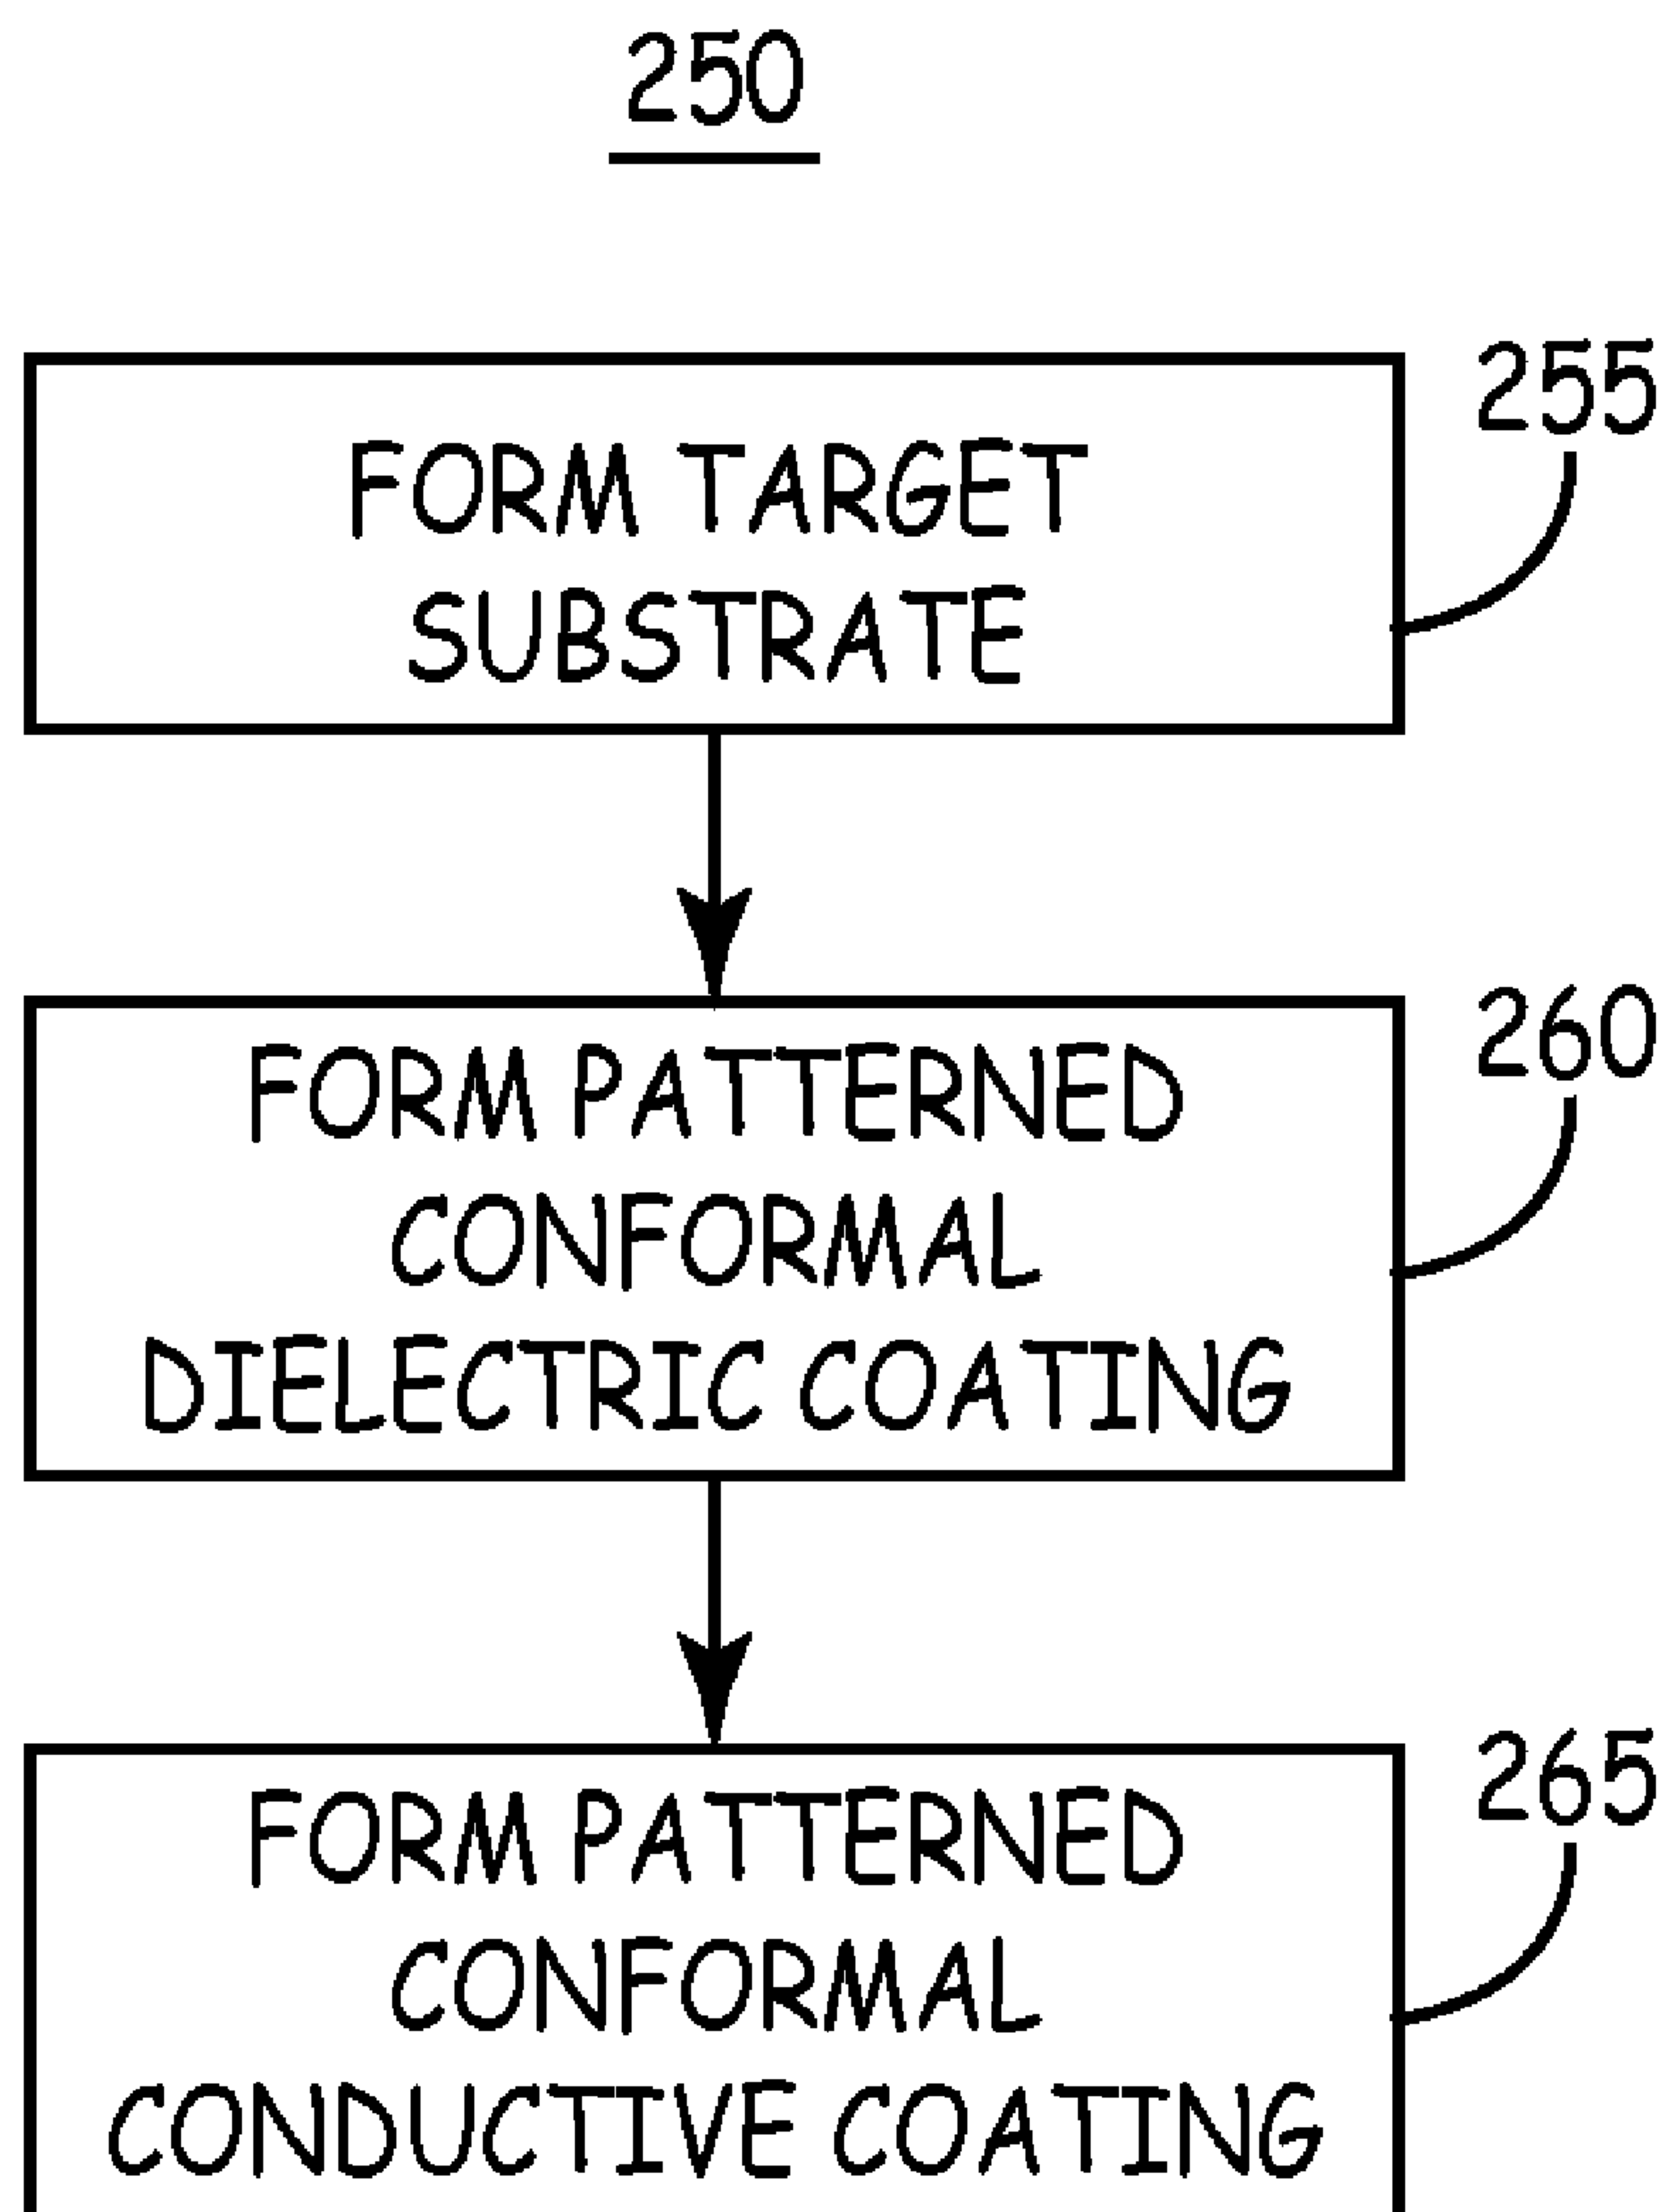 250
255
FORM TARGET
SUBSTRATE
260
FORM PATTERNED
CONFORMAL
DIELECTRIC COATING
265
FORM PATTERNED
CONFORMAL
CONDUCTIVE COATING